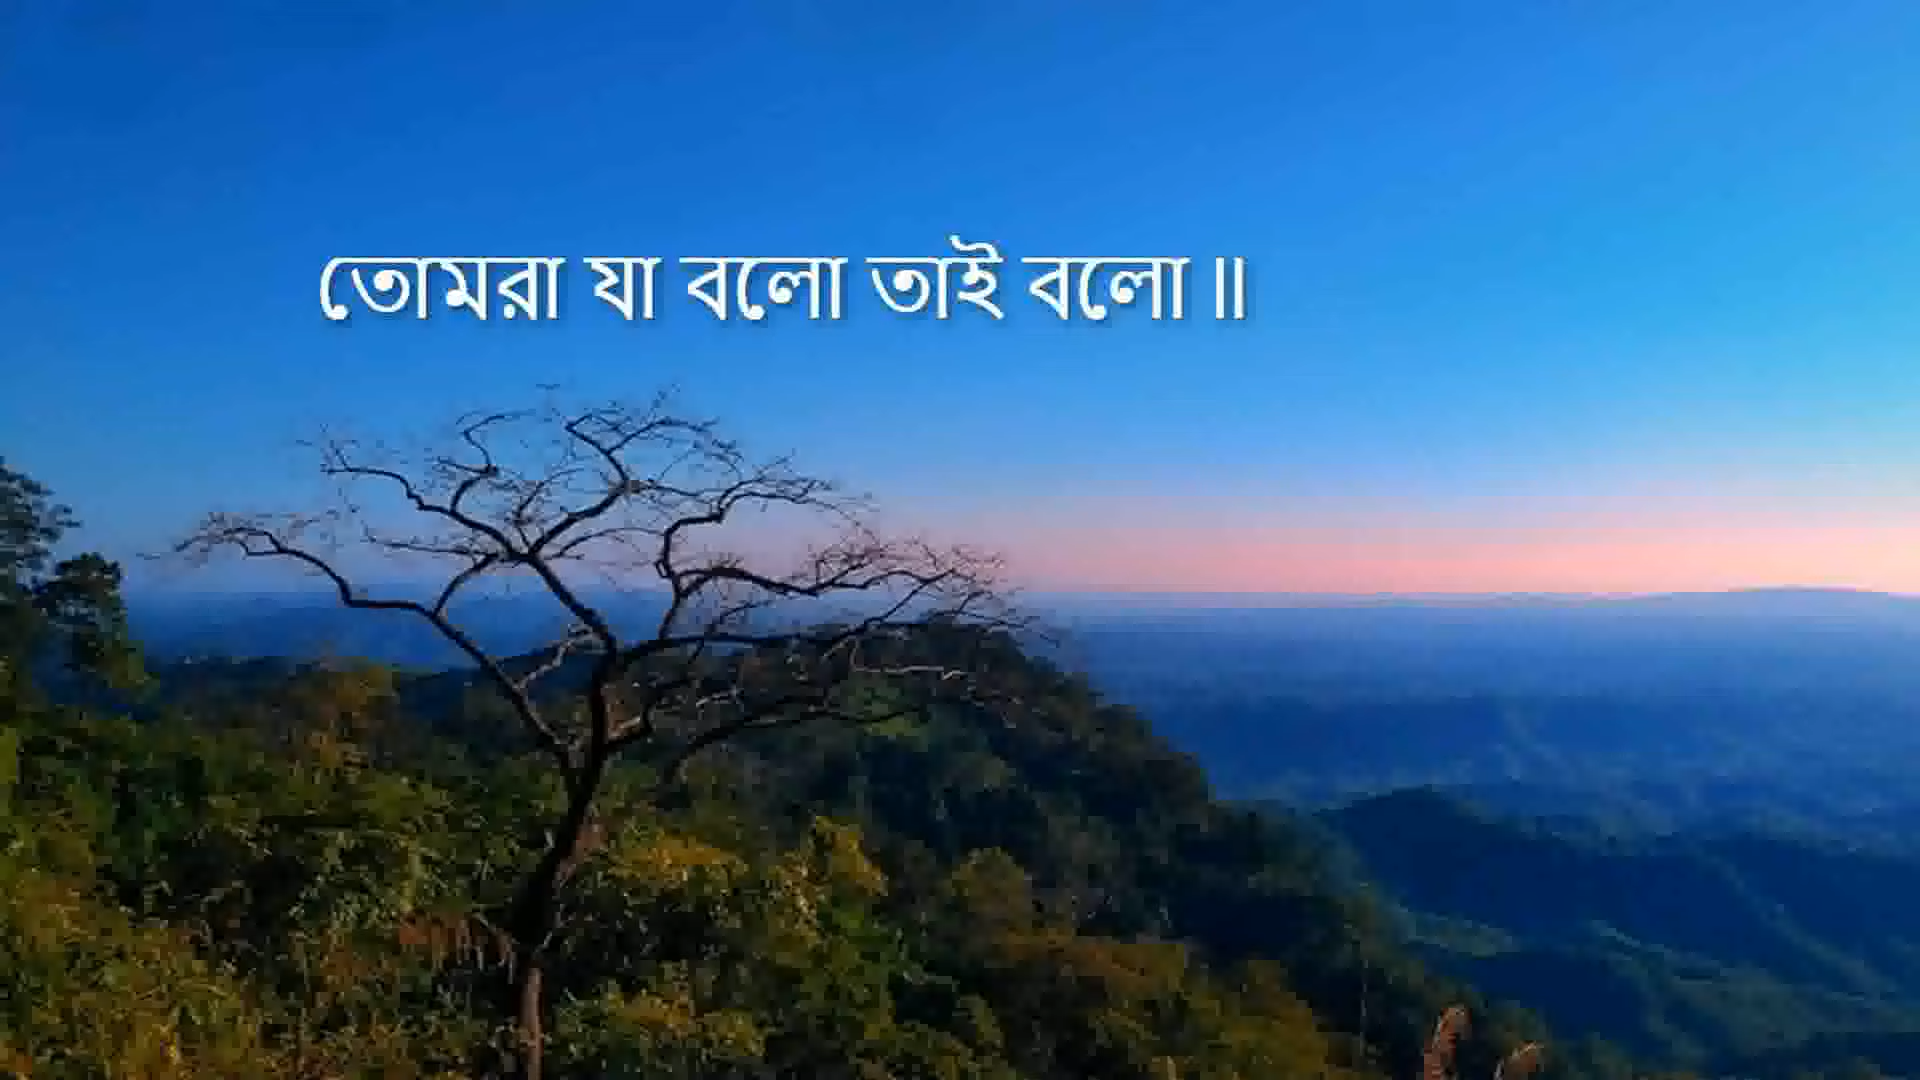 তোমরা যা বলো তাই বলো ॥